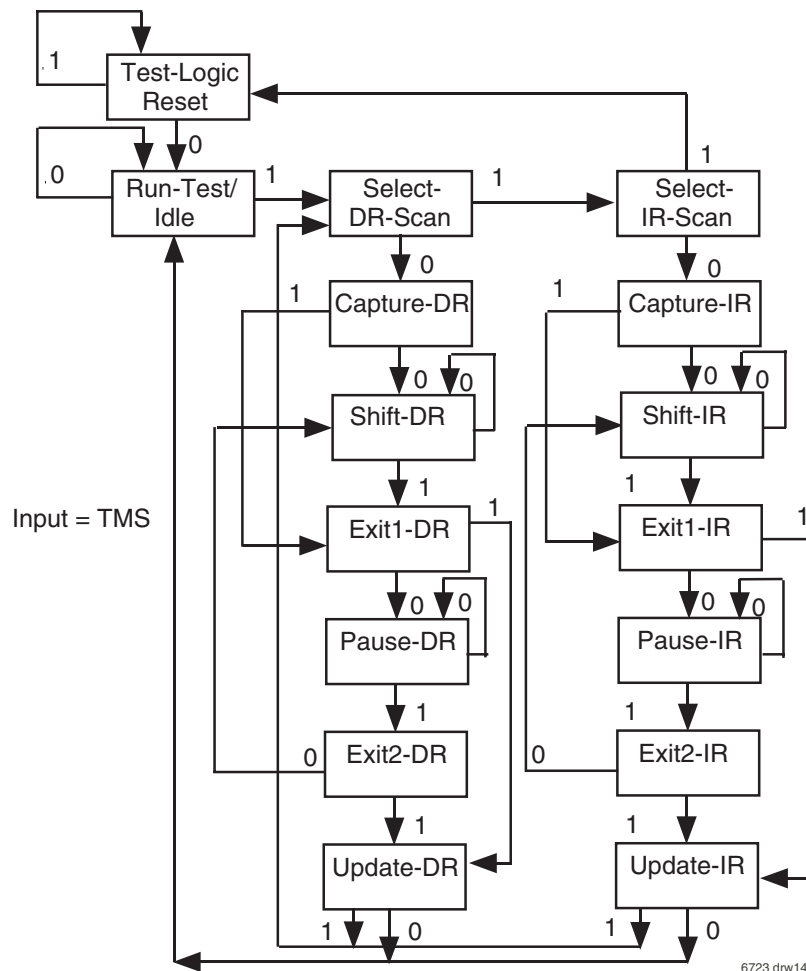 1
Test-Logic
Reset
0
0
Run-Test/
Idle
1
Select-
DR-Scan
1
1
Select-
IR-Scan
0
0
1
Capture-DR
1
Capture-IR
0
0
0
0
Shift-DR
Shift-IR
1
1
Input = TMS
Exit1-DR
1
Exit1-IR
1
0
0
0
0
Pause-DR
Pause-IR
1
1
0
Exit2-DR
0
Exit2-IR
1
1
Update-DR
Update-IR
1
0
1
0
6723 drw14